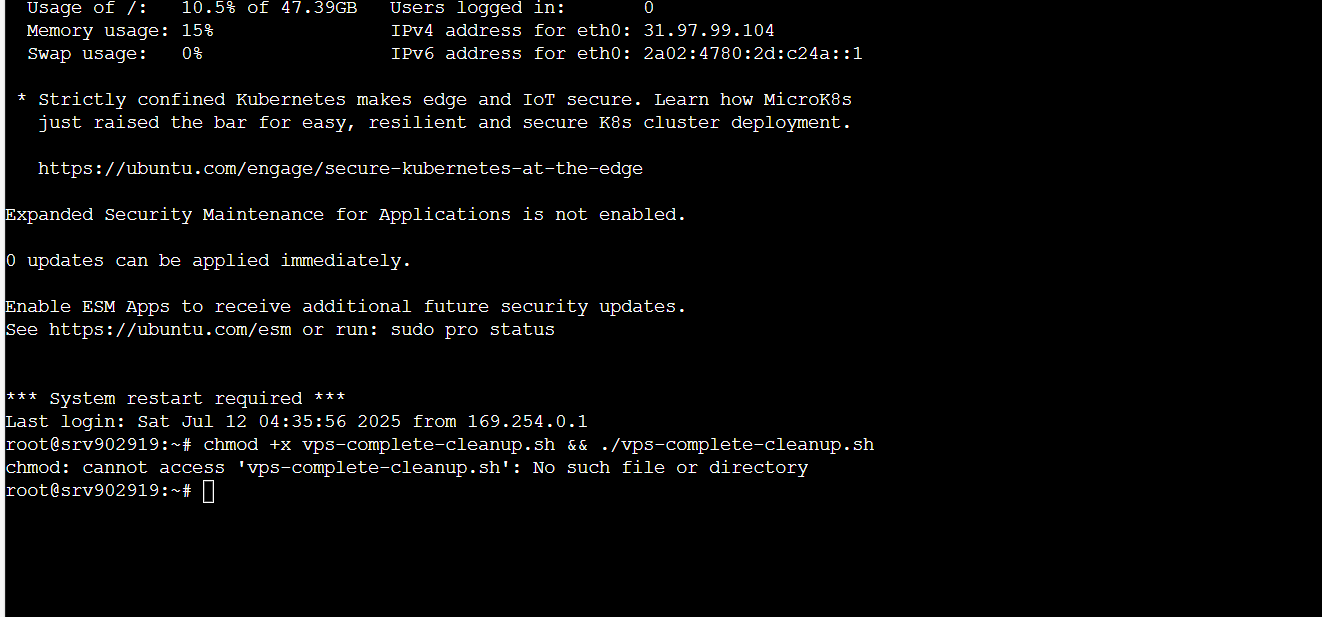 Usage of /:   10.5% of 47.39GB   Users logged in:       0
Memory usage: 15%                IPv4 address for eth0: 31.97.99.104
Swap usage:   0%                 IPv6 address for eth0: 2a02:4780:2d:c24a::1
* Strictly confined Kubernetes makes edge and IoT secure. Learn how MicroK8s
just raised the bar for easy, resilient and secure K8s cluster deployment.
https://ubuntu.com/engage/secure-kubernetes-at-the-edge
Expanded Security Maintenance for Applications is not enabled.
0 updates can be applied immediately.
Enable ESM Apps to receive additional future security updates.
See https://ubuntu.com/esm or run: sudo pro status
*** System restart required ***
Last login: Sat Jul 12 04:35:56 2025 from 169.254.0.1
root@srv902919:~# chmod +x vps-complete-cleanup.sh && ./vps-complete-cleanup.sh
chmod: cannot access 'vps-complete-cleanup.sh': No such file or directory
root@srv902919:~#